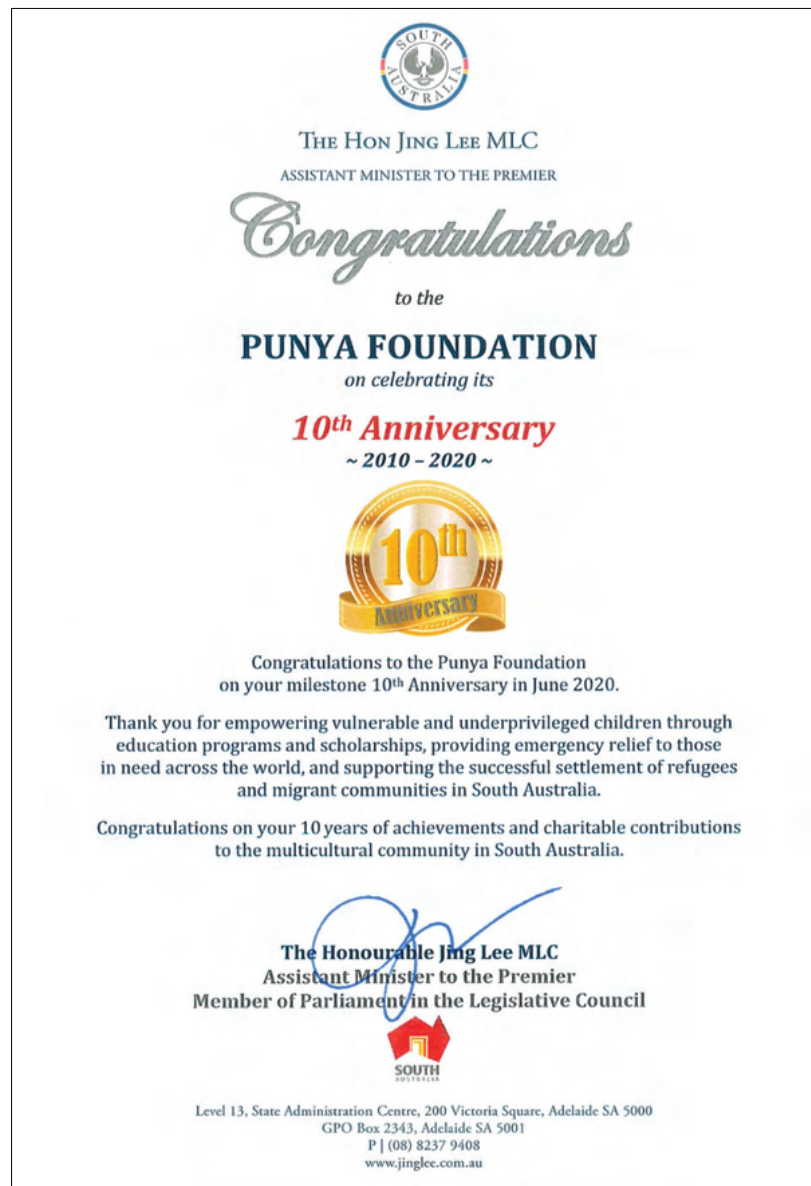 SOUTH
AUSTRALIA
THE HON JING LEE MLC
ASSISTANT MINISTER TO THE PREMIER
Congratulations
to the
PUNYA FOUNDATION
on celebrating its
10th Anniversary
~ 2010 – 2020 ~
10th
Anniversary
Congratulations to the Punya Foundation
on your milestone 10th Anniversary in June 2020.
Thank you for empowering vulnerable and underprivileged children through
education programs and scholarships, providing emergency relief to those
in need across the world, and supporting the successful settlement of refugees
and migrant communities in South Australia.
Congratulations on your 10 years of achievements and charitable contributions
to the multicultural community in South Australia.
The Honourable Jing Lee MLC
Assistant Minister to the Premier
Member of Parliament in the Legislative Council
SOUTH
AUSTRALIA
Level 13, State Administration Centre, 200 Victoria Square, Adelaide SA 5000
GPO Box 2343, Adelaide SA 5001
P | (08) 8237 9408
www.jinglee.com.au